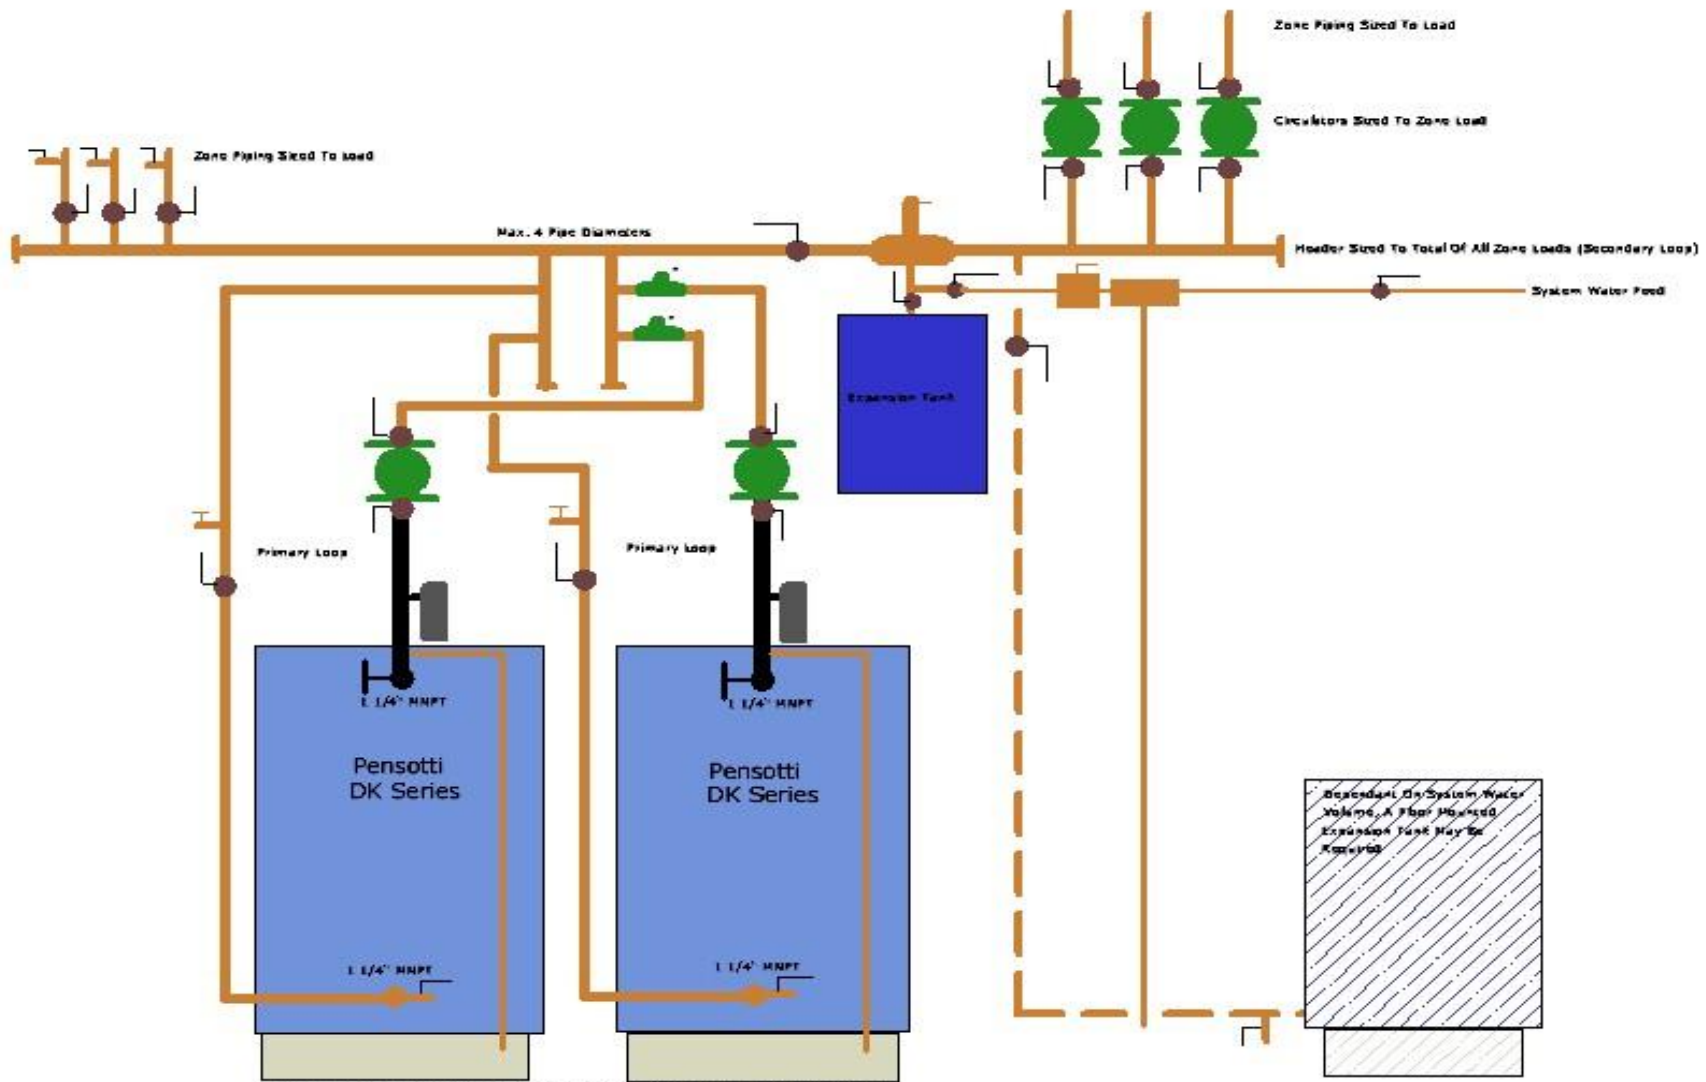 Zone Piping Sized To Load
Circulators Sized To Zone Load
Zone Piping Sized To Load
Max. 4 Pipe Diameters
Header Sized To Total Of All Zone Loads (Secondary Loop)
System Water Feed
Expansion Tank
Primary Loop
Primary Loop
1 1/4" MNPT
1 1/4" MNPT
Pensotti
DK Series
Pensotti
DK Series
Dependant On System Water
Volume, A Floor Mounted
Expansion Tank May Be
Required
1 1/4" MNPT
1 1/4" MNPT